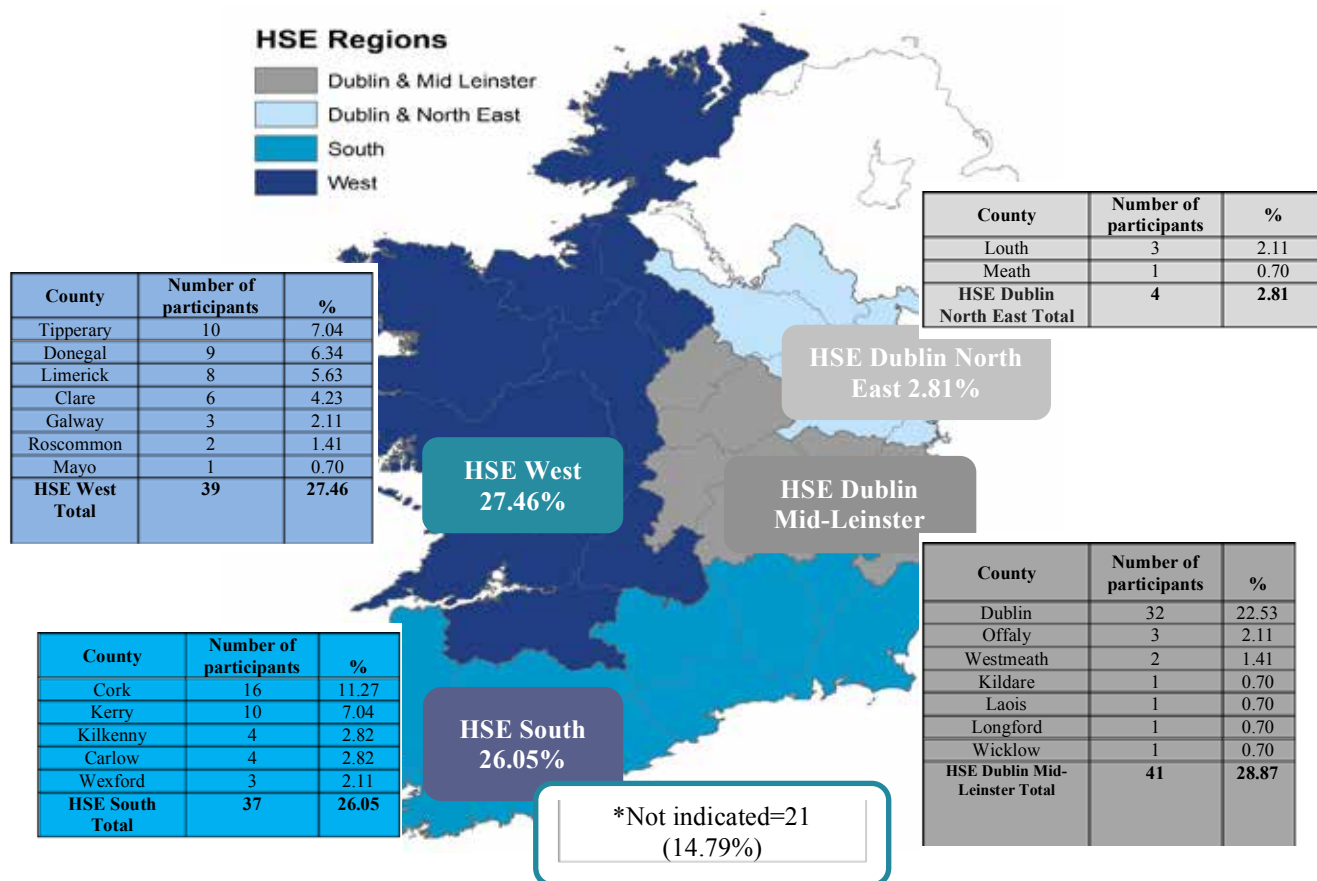 HSE Regions
Dublin & Mid Leinster
Dublin & North East
South
West
County Number of participants %
Louth 3 2.11
Meath 1 0.70
HSE Dublin North East Total 4 2.81
County Number of participants %
Tipperary 10 7.04
Donegal 9 6.34
Limerick 8 5.63
Clare 6 4.23
Galway 3 2.11
Roscommon 2 1.41
Mayo 1 0.70
HSE West Total 39 27.46
HSE Dublin North
East 2.81%
HSE West
27.46%
HSE Dublin
Mid-Leinster
County Number of participants %
Dublin 32 22.53
Offaly 3 2.11
Westmeath 2 1.41
Kildare 1 0.70
Laois 1 0.70
Longford 1 0.70
Wicklow 1 0.70
HSE Dublin Mid-Leinster Total 41 28.87
County Number of participants %
Cork 16 11.27
Kerry 10 7.04
Kilkenny 4 2.82
Carlow 4 2.82
Wexford 3 2.11
HSE South Total 37 26.05
HSE South
26.05%
*Not indicated=21
(14.79%)